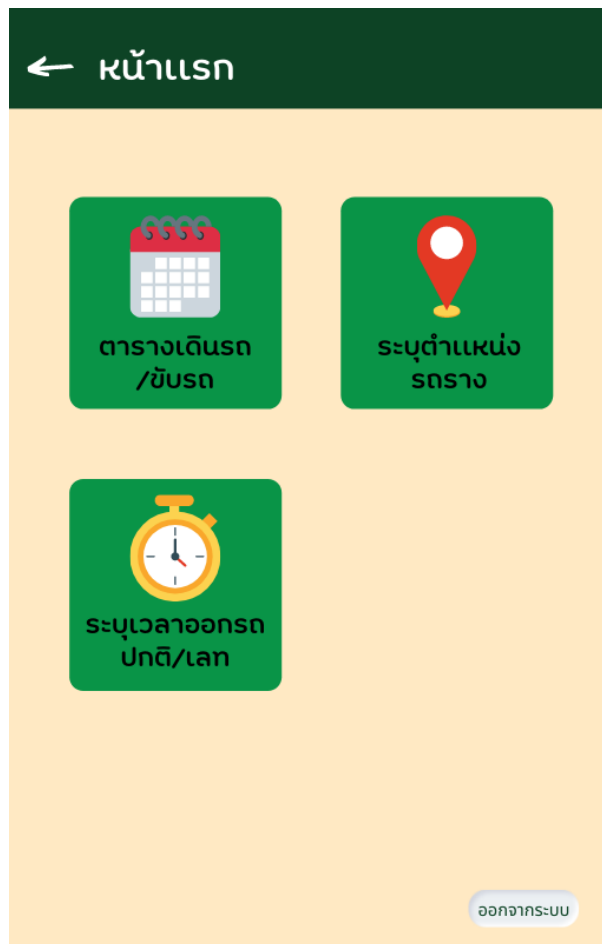 หน้าแรก
ตารางเดินรถ
/ขับรถ
ระบุตำแหน่ง
รถราง
ระบุเวลาออกรถ
ปกติ/เลท
ออกจากระบบ